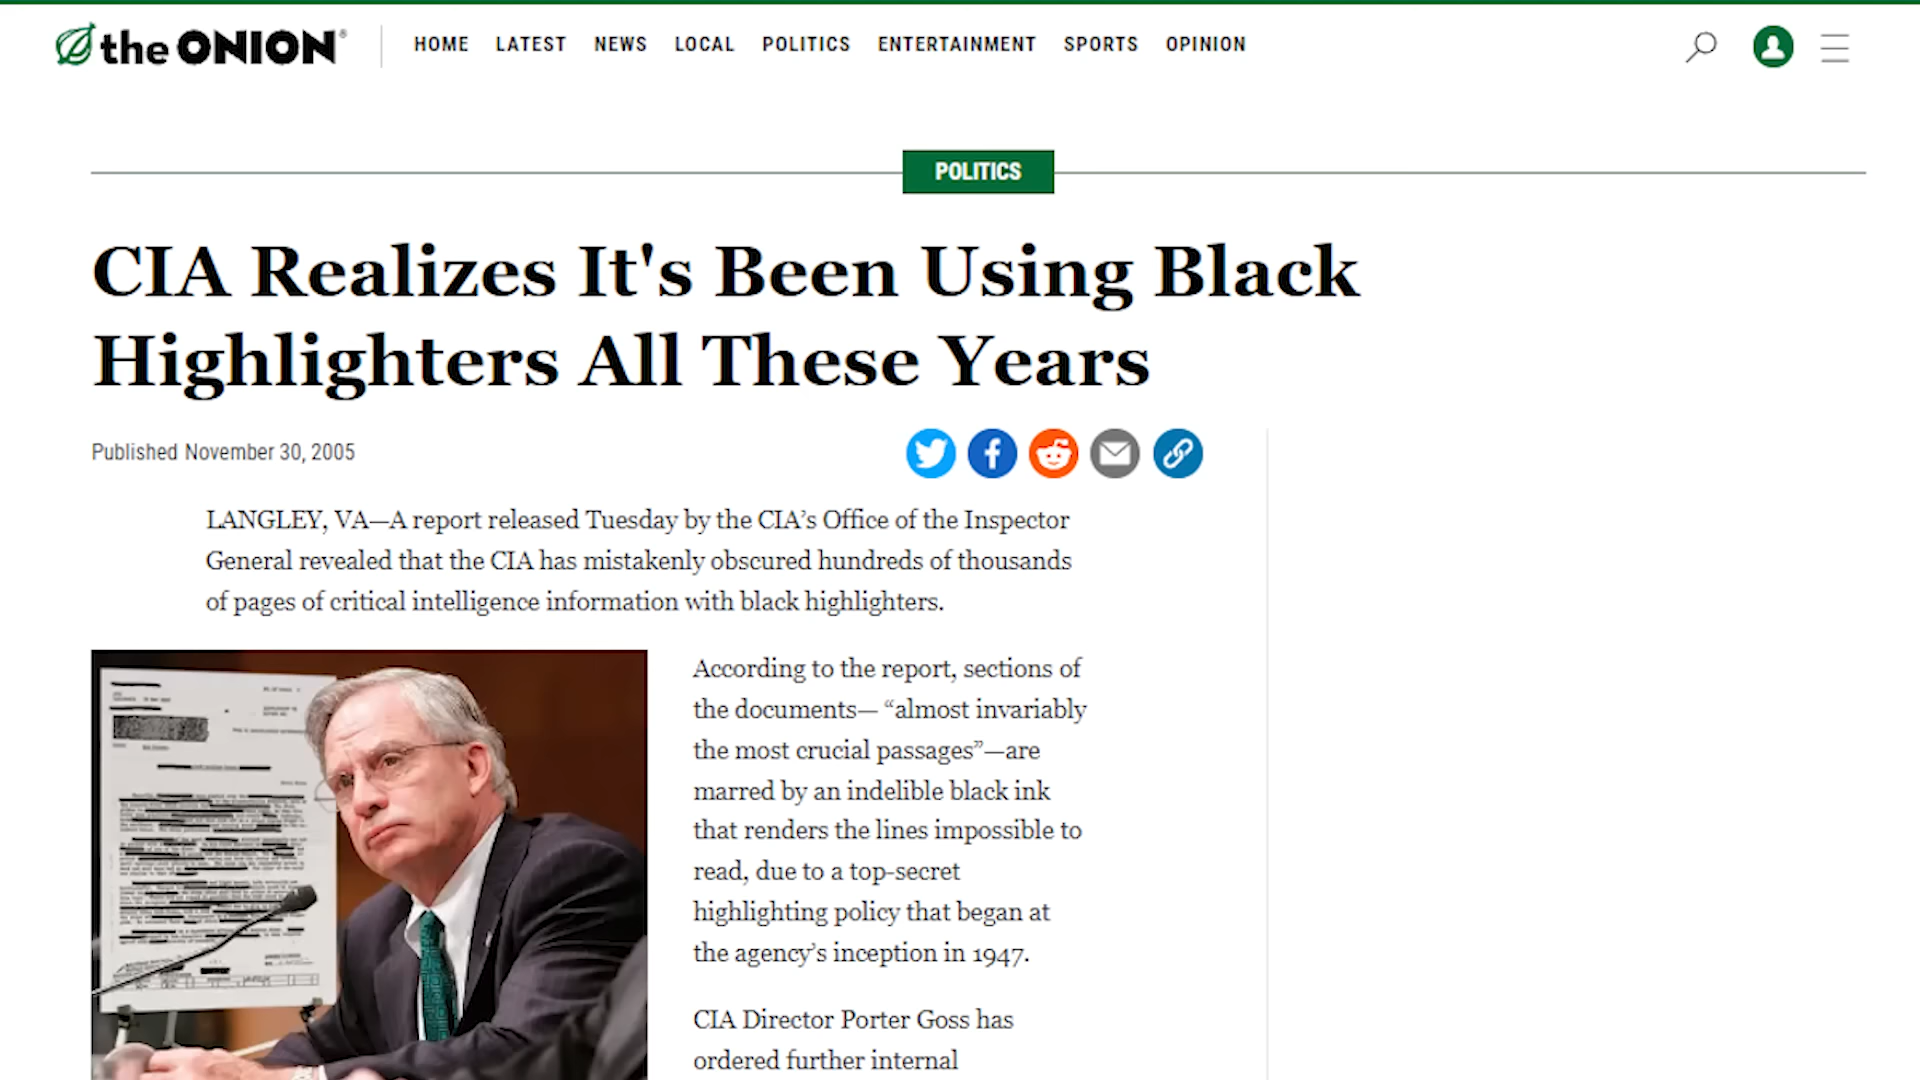 the ONION®
HOME LATEST NEWS LOCAL POLITICS ENTERTAINMENT SPORTS OPINION
POLITICS
CIA Realizes It's Been Using Black
Highlighters All These Years
Published November 30, 2005
LANGLEY, VA—A report released Tuesday by the CIA’s Office of the Inspector
General revealed that the CIA has mistakenly obscured hundreds of thousands
of pages of critical intelligence information with black highlighters.
According to the report, sections of
the documents— “almost invariably
the most crucial passages”—are
marred by an indelible black ink
that renders the lines impossible to
read, due to a top-secret
highlighting policy that began at
the agency’s inception in 1947.
CIA Director Porter Goss has
ordered further internal